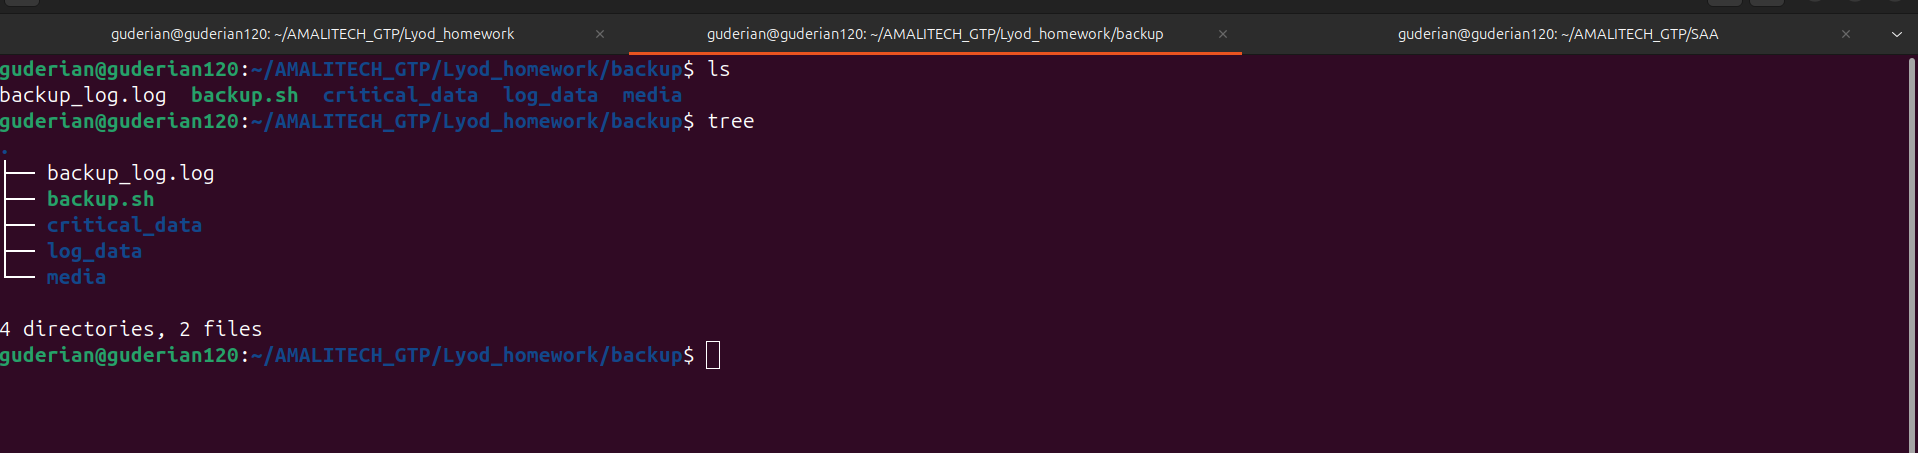 guderian@guderian120: ~/AMALITECH_GTP/Lyod_homework × guderian@guderian120: ~/AMALITECH_GTP/Lyod_homework/backup × guderian@guderian120: ~/AMALITECH_GTP/SAA ×
guderian@guderian120:~/AMALITECH_GTP/Lyod_homework/backup$ ls
backup_log.log  backup.sh  critical_data  log_data  media
guderian@guderian120:~/AMALITECH_GTP/Lyod_homework/backup$ tree
.
├── backup_log.log
├── backup.sh
├── critical_data
├── log_data
└── media
4 directories, 2 files
guderian@guderian120:~/AMALITECH_GTP/Lyod_homework/backup$